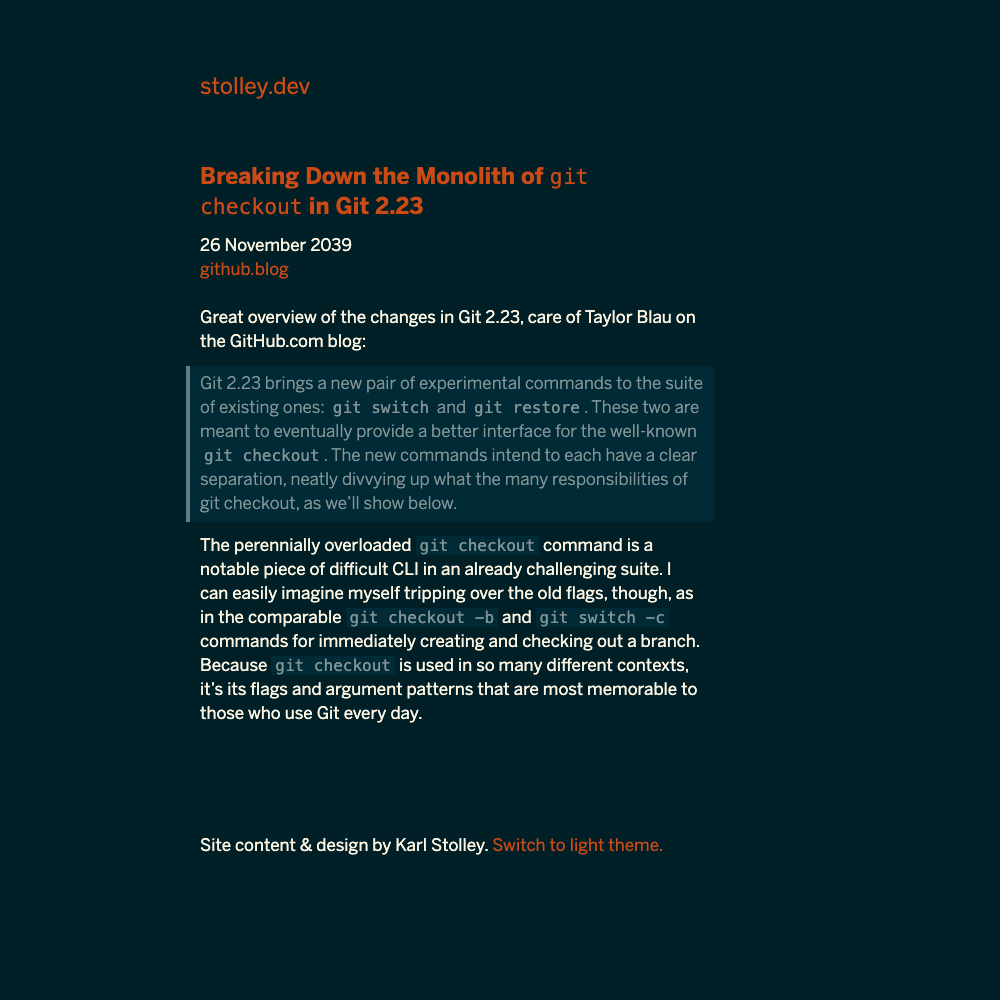 stolley.dev
Breaking Down the Monolith of git
checkout in Git 2.23
26 November 2039
github.blog
Great overview of the changes in Git 2.23, care of Taylor Blau on
the GitHub.com blog:
Git 2.23 brings a new pair of experimental commands to the suite
of existing ones: git switch and git restore. These two are
meant to eventually provide a better interface for the well-known
git checkout. The new commands intend to each have a clear
separation, neatly divvying up what the many responsibilities of
git checkout, as we’ll show below.
The perennially overloaded git checkout command is a
notable piece of difficult CLI in an already challenging suite. I
can easily imagine myself tripping over the old flags, though, as
in the comparable git checkout –b and git switch –c
commands for immediately creating and checking out a branch.
Because git checkout is used in so many different contexts,
it’s its flags and argument patterns that are most memorable to
those who use Git every day.
Site content & design by Karl Stolley. Switch to light theme.